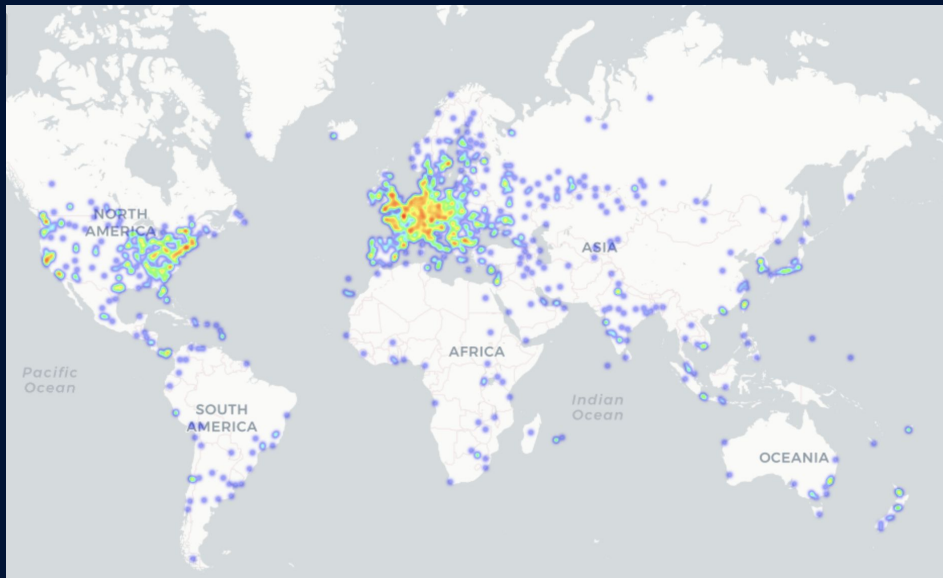 NORTH
AMERICA
ASIA
AFRICA
Pacific
Ocean
Indian
Ocean
SOUTH
AMERICA
OCEANIA